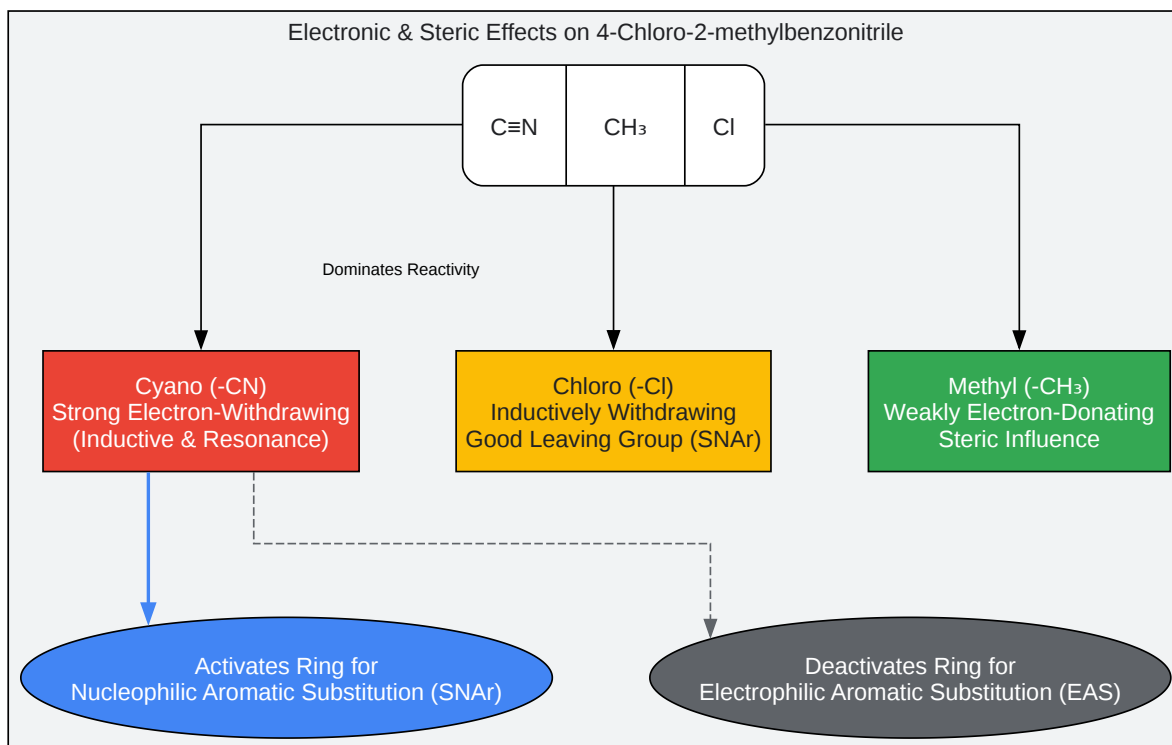 Electronic & Steric Effects on 4-Chloro-2-methylbenzonitrile
C≡N
CH₃
Cl
Dominates Reactivity
Cyano (-CN)
Strong Electron-Withdrawing
(Inductive & Resonance)
Chloro (-Cl)
Inductively Withdrawing
Good Leaving Group (SNAr)
Methyl (-CH₃)
Weakly Electron-Donating
Steric Influence
Activates Ring for
Nucleophilic Aromatic Substitution (SNAr)
Deactivates Ring for
Electrophilic Aromatic Substitution (EAS)